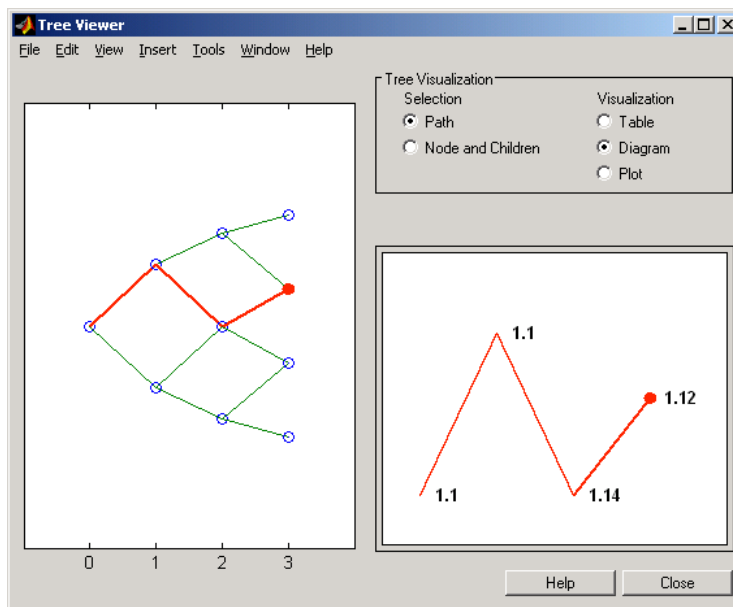 Tree Viewer
File Edit View Insert Tools Window Help
Tree Visualization
Selection Visualization
Path Table
Node and Children Diagram
Plot
1.1
1.12
1.1 1.14
0 1 2 3
Help Close